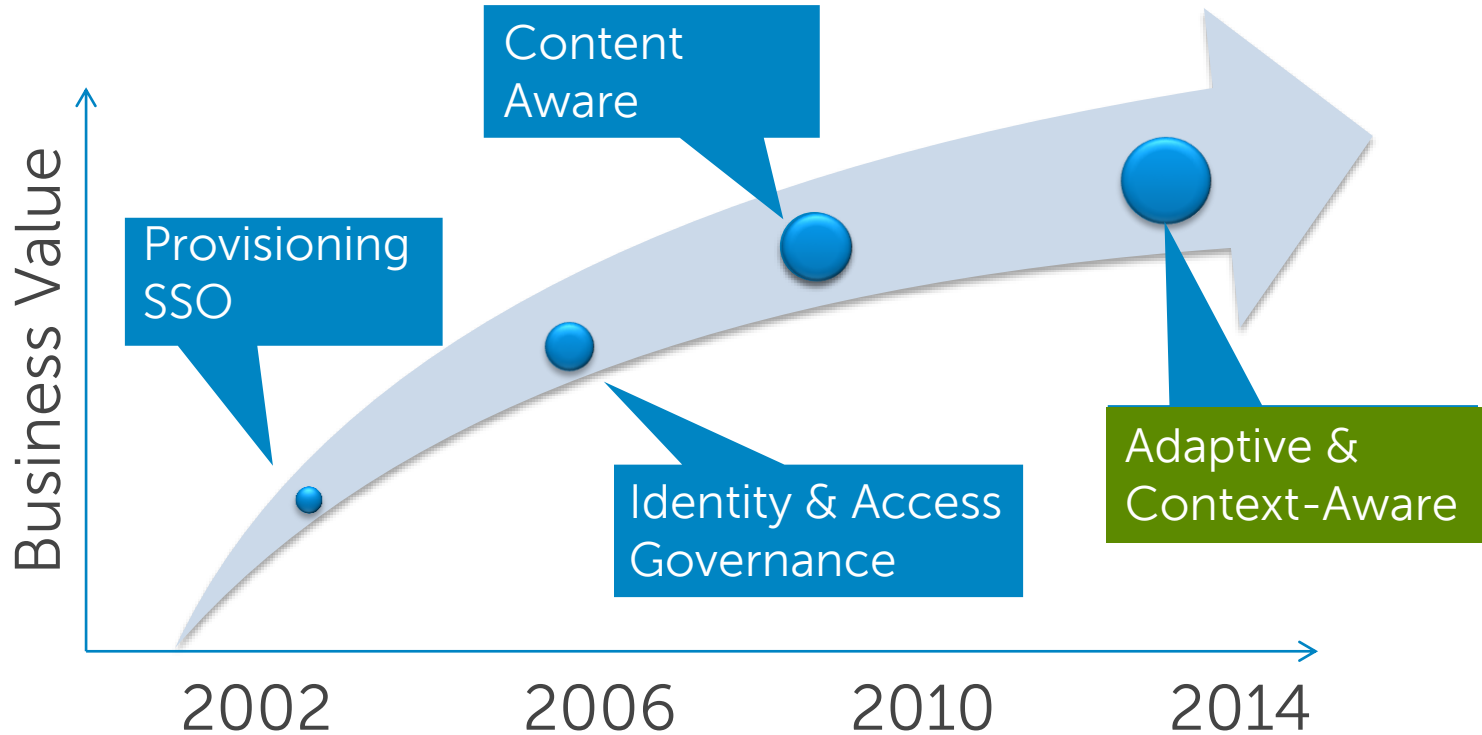 Content
Aware
Provisioning
SSO
Business Value
Identity & Access
Governance
Adaptive &
Context-Aware
2002
2006
2010
2014